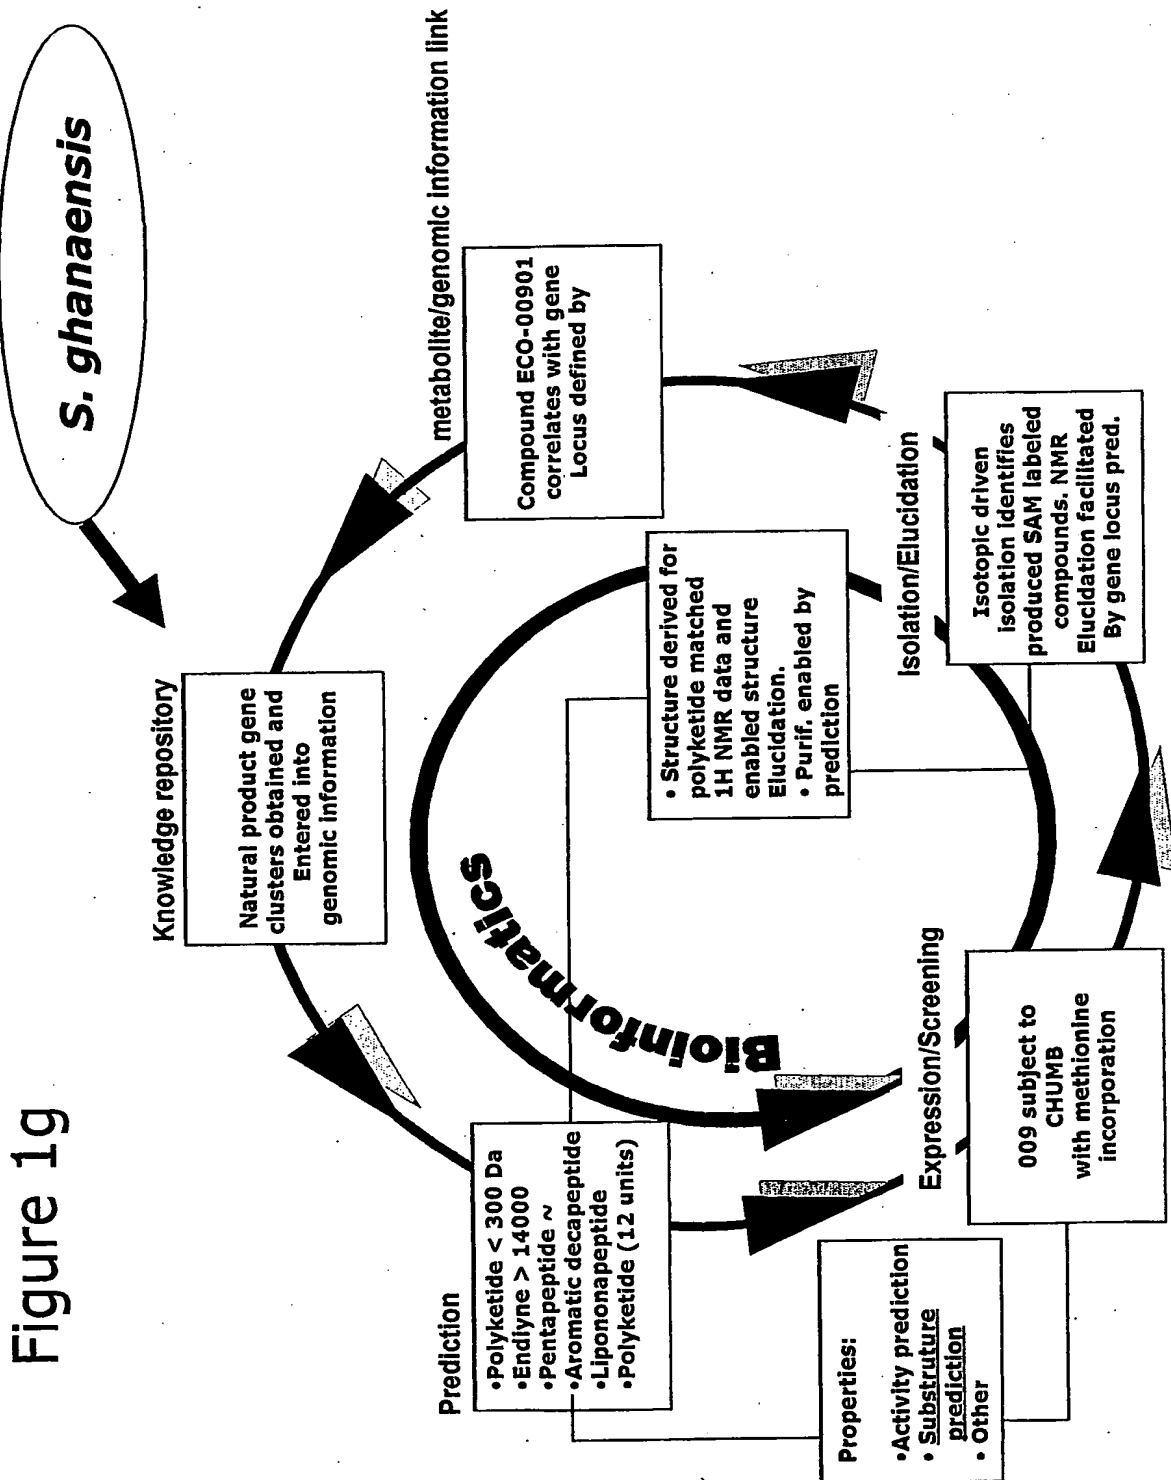 Figure 1g
S. ghanaensis
Knowledge repository
Natural product gene
clusters obtained and
Entered into
genomic information
metabolite/genomic information link
Compound ECO-00901
correlates with gene
Locus defined by
Prediction
•Polyketide < 300 Da
•Endiyne > 14000
•Pentapeptide ~
•Aromatic decapeptide
•Lipononapeptide
•Polyketide (12 units)
Bioinformatics
• Structure derived for
polyketide matched
1H NMR data and
enabled structure
Elucidation.
• Purif. enabled by
prediction
Properties:
•Activity prediction
• Substruture
prediction
• Other
Expression/Screening
009 subject to
CHUMB
with methionine
incorporation
Isolation/Elucidation
Isotopic driven
isolation identifies
produced SAM labeled
compounds. NMR
Elucidation facilitated
By gene locus pred.